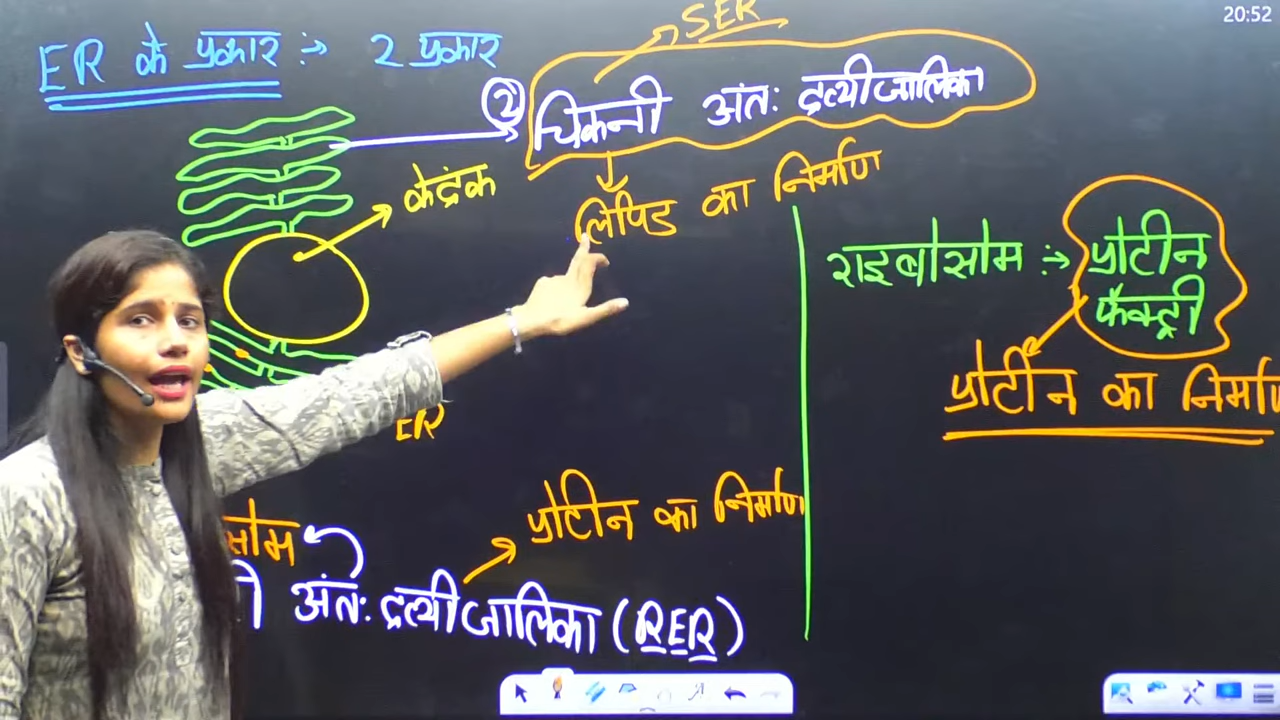 20:52
SER
ER के प्रकार :→ 2 प्रकार
② चिकनी अंतः द्रव्यीजालिका
केंद्रक
लिपिड का निर्माण
राइबोसोम :→ प्रोटीन
फैक्ट्री
प्रोटीन का निर्मा
ER
प्रोटीन का निर्माण
सोम
ी अंतः द्रव्यीजालिका (RER)